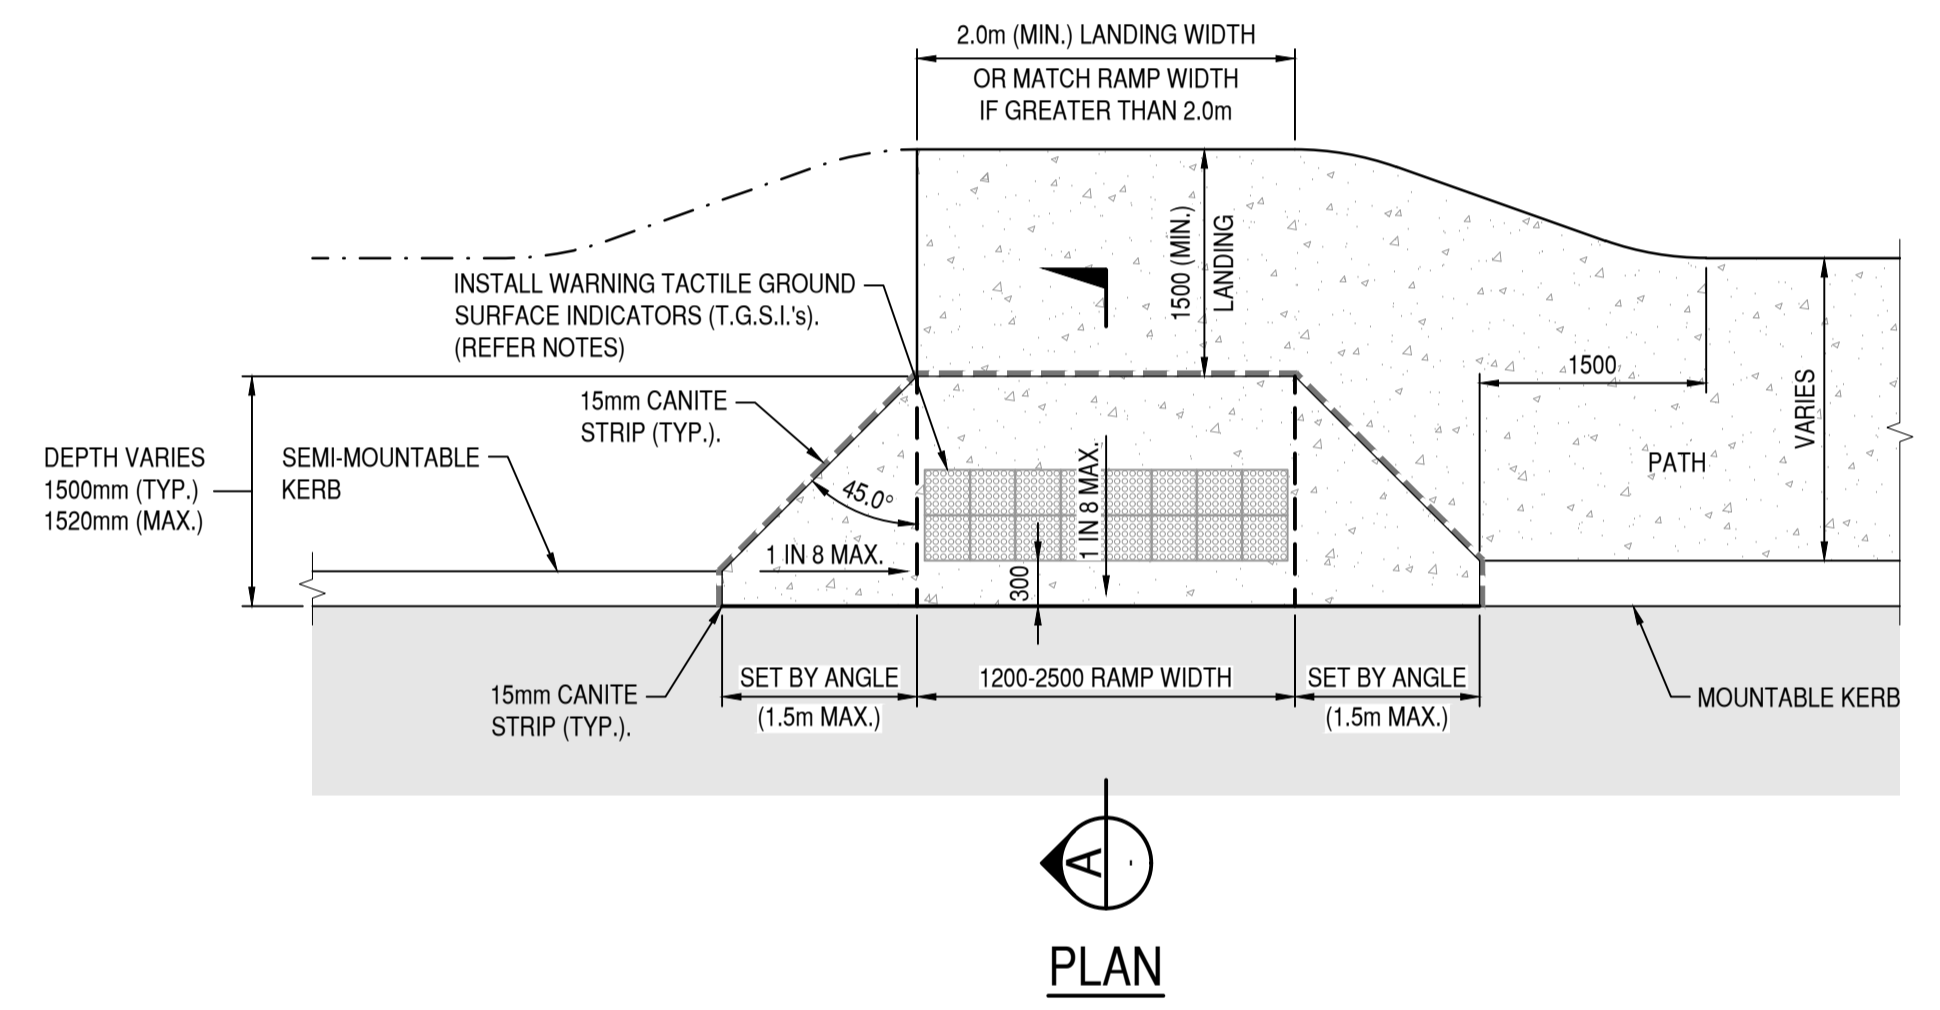 2.0m (MIN.) LANDING WIDTH
OR MATCH RAMP WIDTH
IF GREATER THAN 2.0m
1500 (MIN.)
LANDING
INSTALL WARNING TACTILE GROUND
SURFACE INDICATORS (T.G.S.I.'s).
(REFER NOTES)
1500
VARIES
15mm CANITE
STRIP (TYP.).
DEPTH VARIES
1500mm (TYP.)
1520mm (MAX.)
SEMI-MOUNTABLE
KERB
45.0°
1 IN 8 MAX.
PATH
1 IN 8 MAX.
300
SET BY ANGLE
(1.5m MAX.)
1200-2500 RAMP WIDTH
SET BY ANGLE
(1.5m MAX.)
15mm CANITE
STRIP (TYP.).
MOUNTABLE KERB
A
-
PLAN